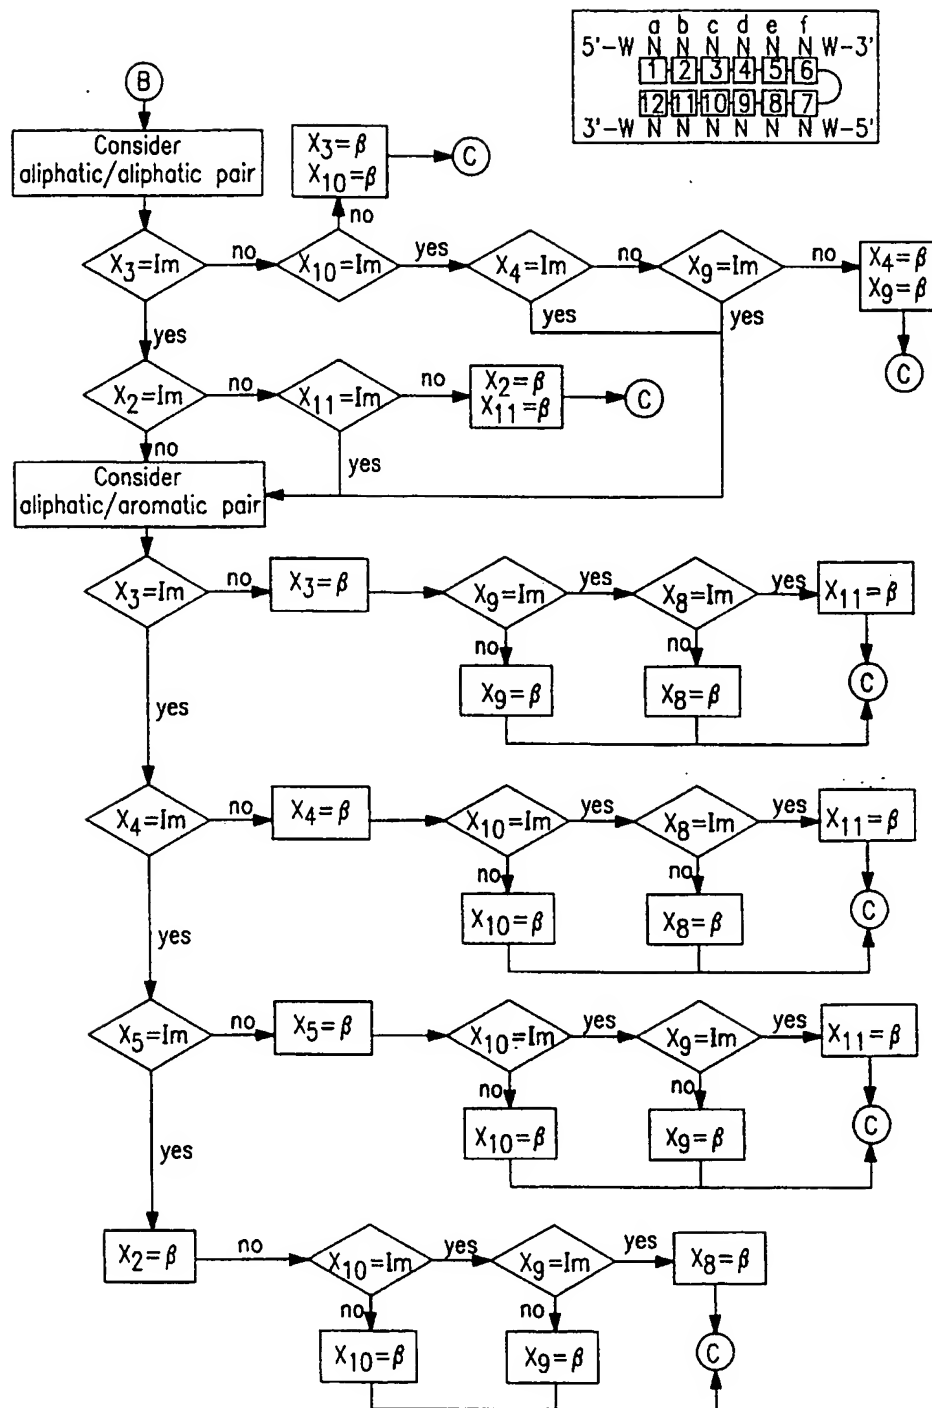 a b c d e f
5'-W N N N N N N W-3'
1 2 3 4 5 6
12 11 10 9 8 7
3'-W N N N N N N W-5'
B
Consider
aliphatic/aliphatic pair
X3=β
X10=β
C
no
X3=Im
no
X10=Im
yes
X4=Im
no
X9=Im
no
X4=β
X9=β
yes
yes
yes
C
X2=Im
no
X11=Im
no
X2=β
X11=β
C
no
yes
Consider
aliphatic/aromatic pair
X3=Im
no
X3=β
X9=Im
yes
X8=Im
yes
X11=β
no
no
X9=β
X8=β
C
yes
X4=Im
no
X4=β
X10=Im
yes
X8=Im
yes
X11=β
no
no
X10=β
X8=β
C
yes
X5=Im
no
X5=β
X10=Im
yes
X9=Im
yes
X11=β
no
no
X10=β
X9=β
C
yes
X2=β
no
X10=Im
yes
X9=Im
yes
X8=β
no
no
X10=β
X9=β
C